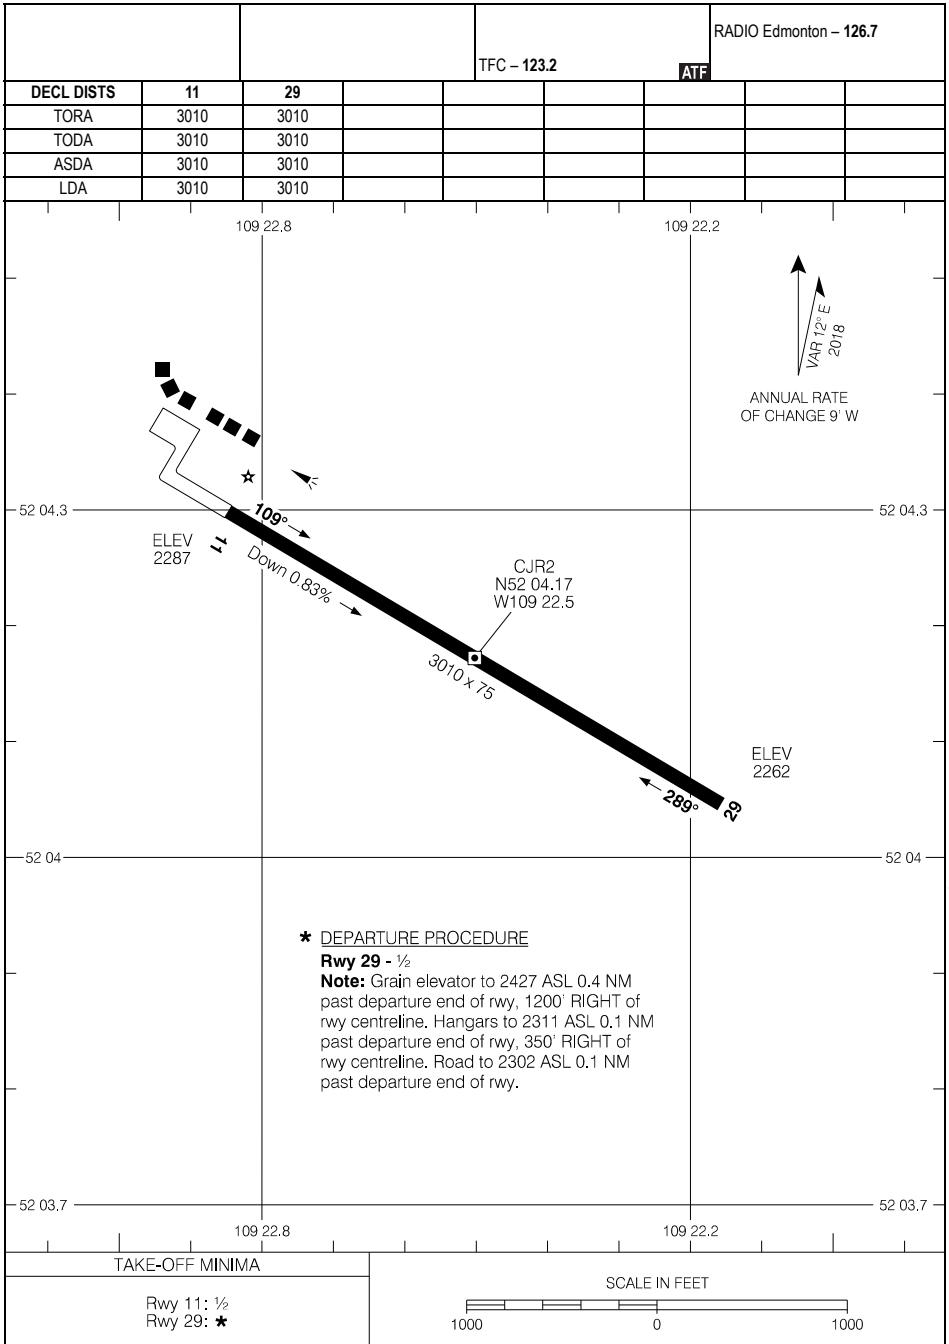 RADIO Edmonton – 126.7
TFC – 123.2
ATF
DECL DISTS 11 29
TORA 3010 3010
TODA 3010 3010
ASDA 3010 3010
LDA 3010 3010
109 22.8 109 22.2
VAR 12° E
2018
ANNUAL RATE
OF CHANGE 9' W
52 04.3 52 04.3
109°
ELEV
2287
11
Down 0.83%
CJR2
N52 04.17
W109 22.5
3010 x 75
ELEV
2262
289°
29
52 04 52 04
* DEPARTURE PROCEDURE
Rwy 29 - ½
Note: Grain elevator to 2427 ASL 0.4 NM
past departure end of rwy, 1200' RIGHT of
rwy centreline. Hangars to 2311 ASL 0.1 NM
past departure end of rwy, 350' RIGHT of
rwy centreline. Road to 2302 ASL 0.1 NM
past departure end of rwy.
52 03.7 52 03.7
109 22.8 109 22.2
TAKE-OFF MINIMA
Rwy 11: ½
Rwy 29: *
SCALE IN FEET
1000 0 1000